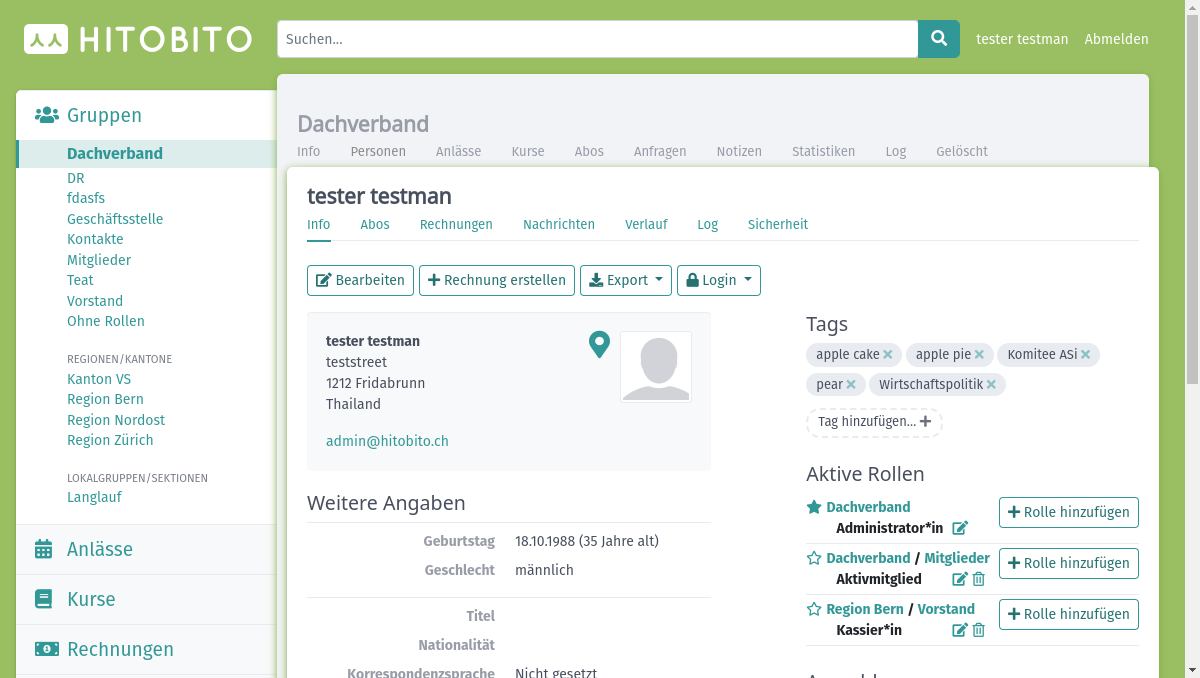 HITOBITO
Suchen...
tester testman Abmelden
Gruppen
Dachverband
DR
fdasfs
Geschäftsstelle
Kontakte
Mitglieder
Teat
Vorstand
Ohne Rollen
REGIONEN/KANTONE
Kanton VS
Region Bern
Region Nordost
Region Zürich
LOKALGRUPPEN/SEKTIONEN
Langlauf
Anlässe
Kurse
Rechnungen
Dachverband
Info Personen Anlässe Kurse Abos Anfragen Notizen Statistiken Log Gelöscht
tester testman
Info Abos Rechnungen Nachrichten Verlauf Log Sicherheit
Bearbeiten Rechnung erstellen Export Login
tester testman
teststreet
1212 Fridabrunn
Thailand
admin@hitobito.ch
Weitere Angaben
Geburtstag 18.10.1988 (35 Jahre alt)
Geschlecht männlich
Titel
Nationalität
Korrespondenzsprache Nicht gesetzt
Tags
apple cake apple pie Komitee ASi
pear Wirtschaftspolitik
Tag hinzufügen...
Aktive Rollen
Dachverband
Administrator*in
Rolle hinzufügen
Dachverband / Mitglieder
Aktivmitglied
Rolle hinzufügen
Region Bern / Vorstand
Kassier*in
Rolle hinzufügen